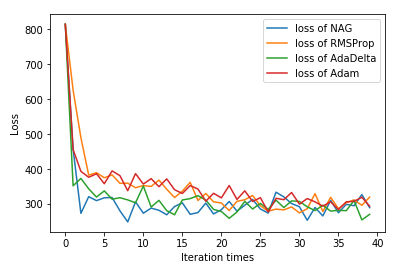 loss of NAG
loss of RMSProp
loss of AdaDelta
loss of Adam
800
700
600
500
400
300
Loss
0 5 10 15 20 25 30 35 40
Iteration times